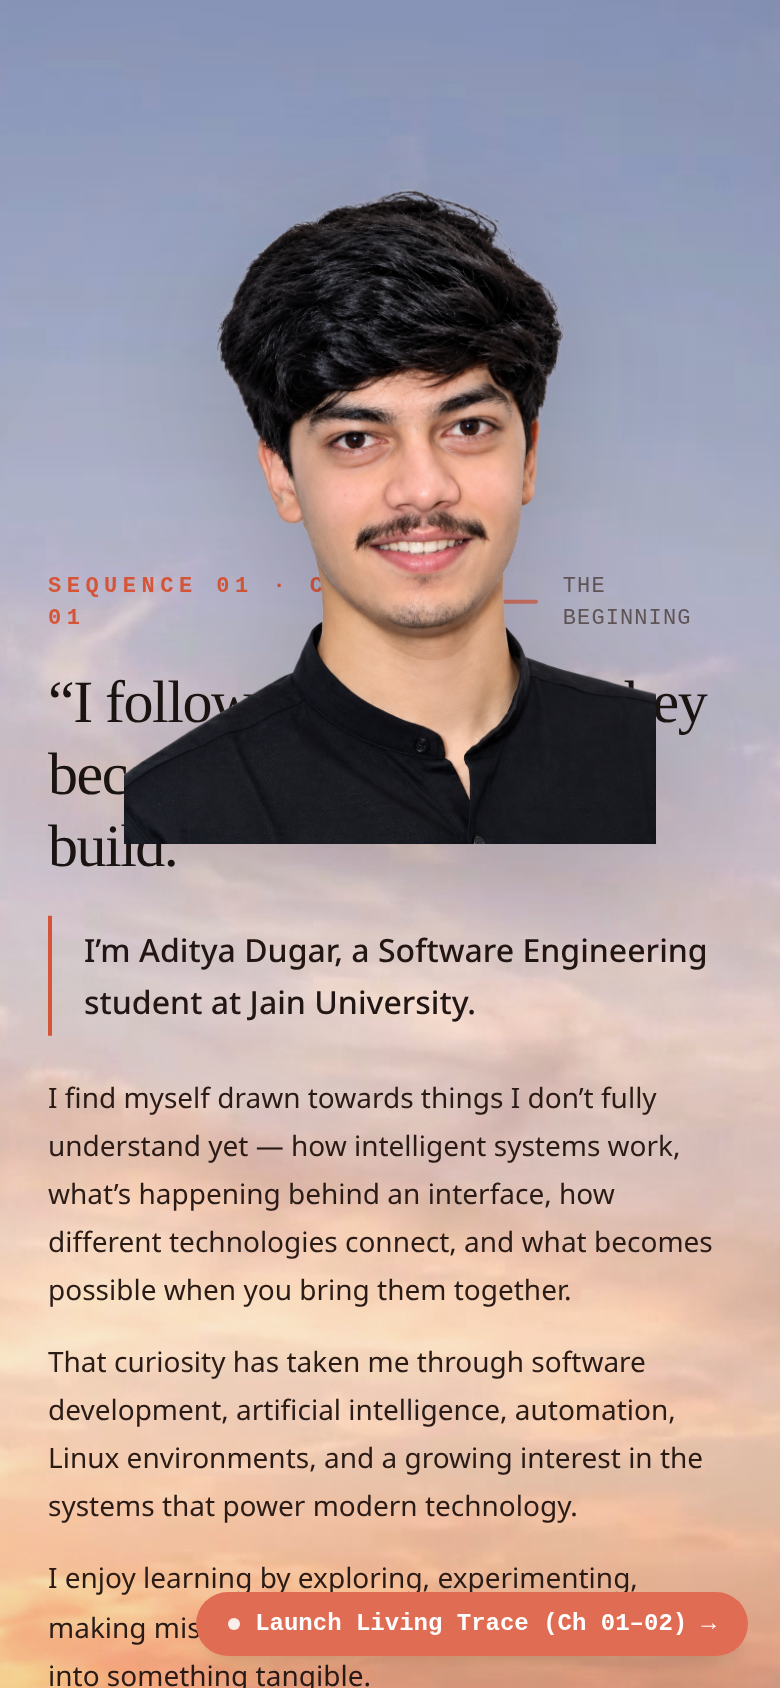 SEQUENCE 01 · C
01
THE
BEGINNING
“I follow ey
bec
build.
I’m Aditya Dugar, a Software Engineering
student at Jain University.
I find myself drawn towards things I don’t fully
understand yet — how intelligent systems work,
what’s happening behind an interface, how
different technologies connect, and what becomes
possible when you bring them together.
That curiosity has taken me through software
development, artificial intelligence, automation,
Linux environments, and a growing interest in the
systems that power modern technology.
I enjoy learning by exploring, experimenting,
making mis
Launch Living Trace (Ch 01–02) →
into something tangible.